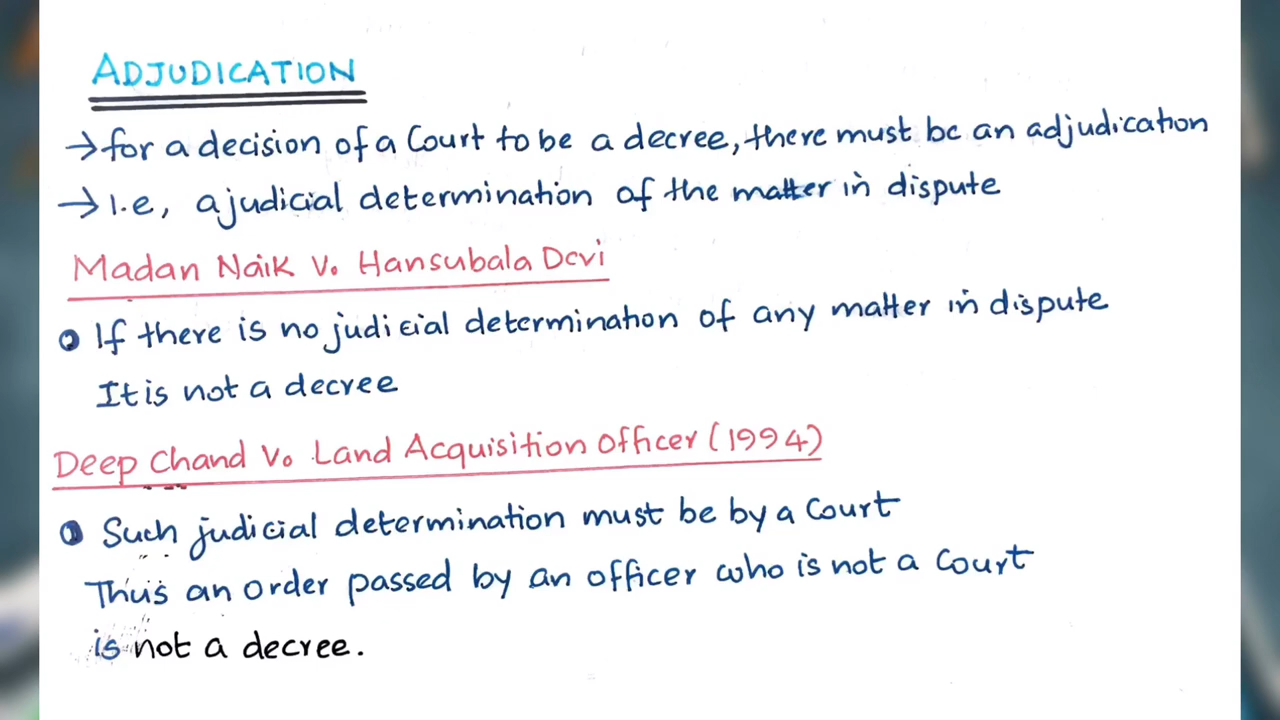 ADJUDICATION
→ for a decision of a Court to be a decree, there must be an adjudication
→ I.e, a judicial determination of the matter in dispute
Madan Naik V. Hansubala Devi
• If there is no judicial determination of any matter in dispute
It is not a decree
Deep Chand V. Land Acquisition Officer (1994)
• Such judicial determination must be by a Court
Thus an order passed by an officer who is not a Court
is not a decree.